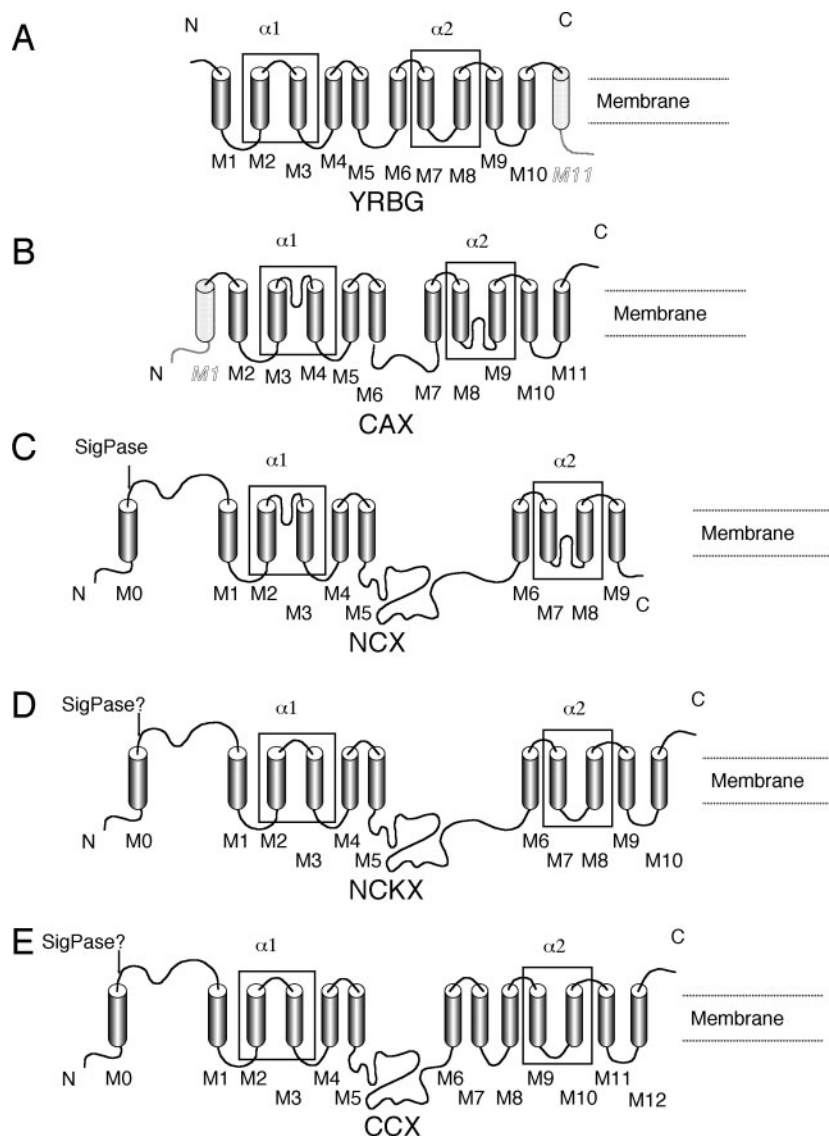 A
N
α1
α2
C
Membrane
M1 M2 M3 M4 M5 M6 M7 M8 M9 M10 M11
YRBG
B
α1
α2
C
Membrane
N
M1 M2 M3 M4 M5 M6 M7 M8 M9 M10 M11
CAX
C
SigPase
α1
α2
Membrane
N
M0 M1 M2 M3 M4 M5 M6 M7 M8 M9
C
NCX
D
SigPase?
α1
α2
C
Membrane
N
M0 M1 M2 M3 M4 M5 M6 M7 M8 M9 M10
NCKX
E
SigPase?
α1
α2
C
Membrane
N
M0 M1 M2 M3 M4 M5 M6 M7 M8 M9 M10 M11 M12
CCX